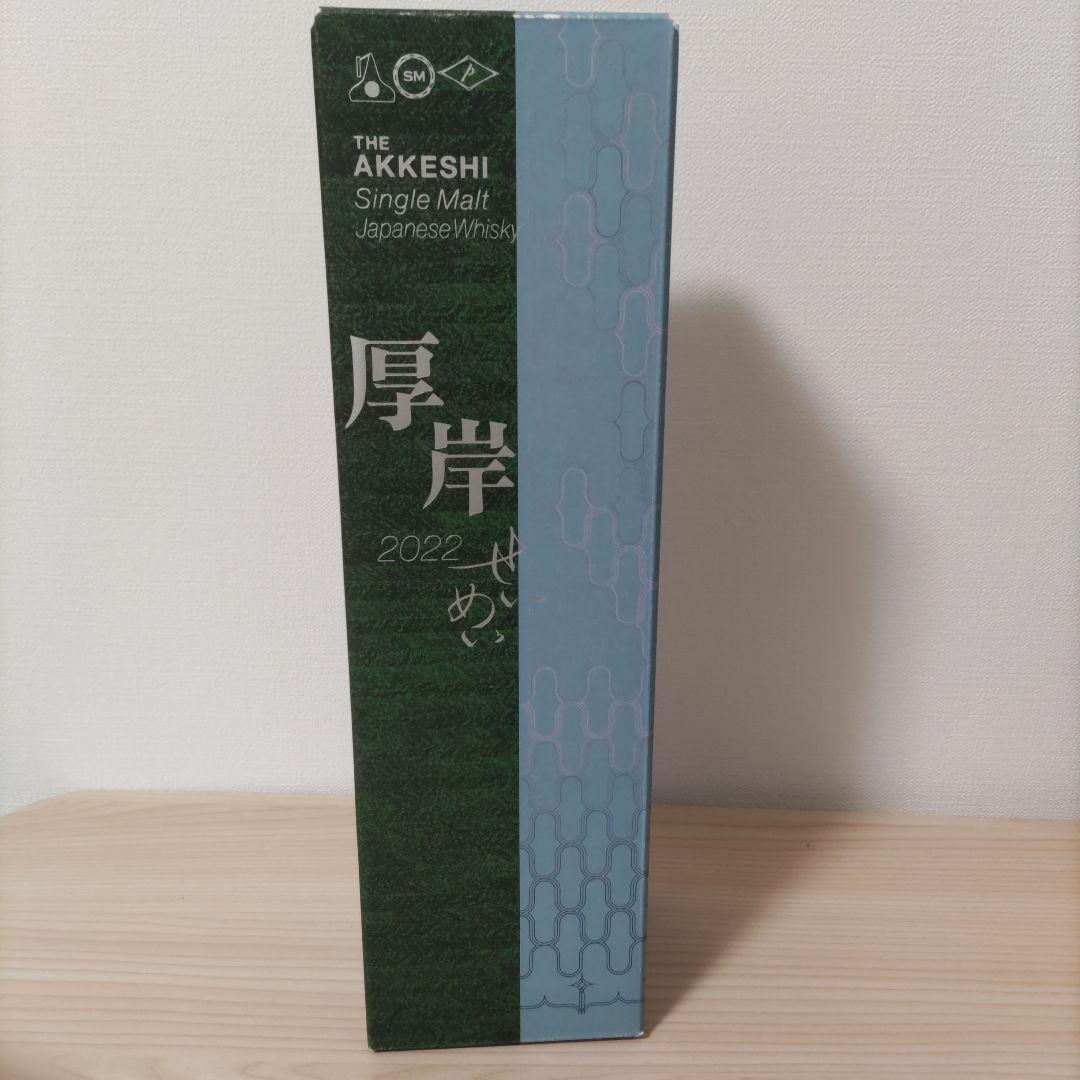 SM
p
THE
AKKESHI
Single Malt
Japanese Whisky
厚
岸
2022
せい
めい